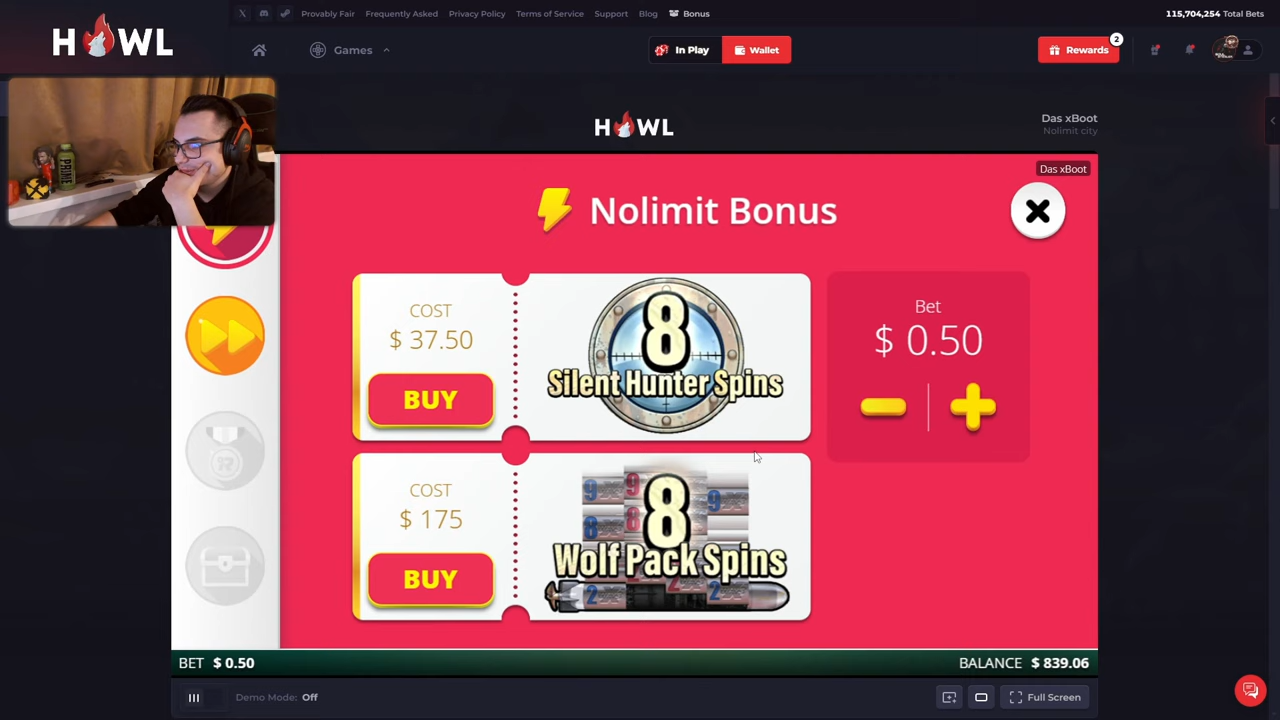 Provably Fair
Frequently Asked
Privacy Policy
Terms of Service
Support
Blog
Bonus
115,704,254 Total Bets
HOWL
Games
In Play
Wallet
Rewards
2
HOWL
Das xBoot
Nolimit city
Das xBoot
Nolimit Bonus
COST
$ 37.50
BUY
8
Silent Hunter Spins
Bet
$ 0.50
COST
$ 175
BUY
8
Wolf Pack Spins
BET $ 0.50
BALANCE $ 839.06
Demo Mode: Off
Full Screen